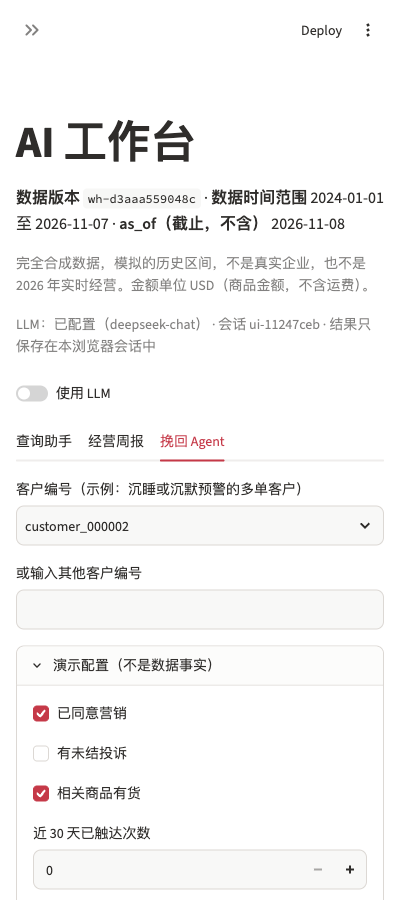 Deploy
AI 工作台
数据版本 wh-d3aaa559048c · 数据时间范围 2024-01-01
至 2026-11-07 · as_of（截止，不含） 2026-11-08
完全合成数据，模拟的历史区间，不是真实企业，也不是
2026 年实时经营。金额单位 USD（商品金额，不含运费）。
LLM：已配置（deepseek-chat） · 会话 ui-11247ceb · 结果只
保存在本浏览器会话中
使用 LLM
查询助手 经营周报 挽回 Agent
客户编号（示例：沉睡或沉默预警的多单客户）
customer_000002
或输入其他客户编号
演示配置（不是数据事实）
已同意营销
有未结投诉
相关商品有货
近 30 天已触达次数
0